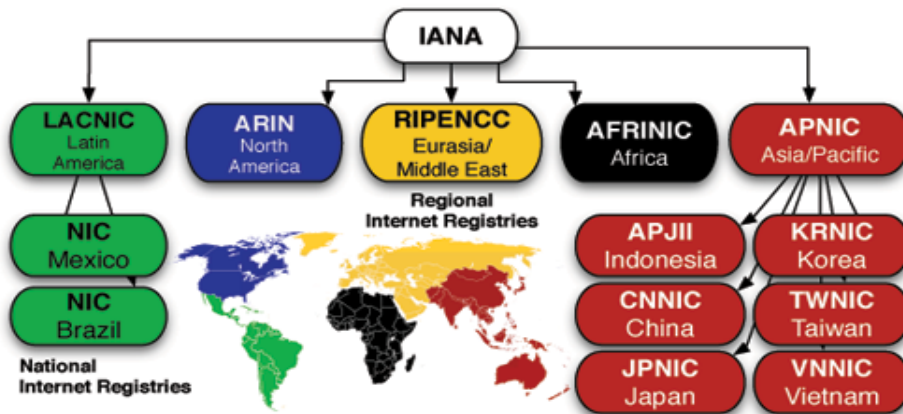 IANA
LACNIC
Latin
America
ARIN
North
America
RIPENCC
Eurasia/
Middle East
AFRINIC
Africa
APNIC
Asia/Pacific
Regional
Internet Registries
NIC
Mexico
NIC
Brazil
National
Internet Registries
APJII
Indonesia
KRNIC
Korea
CNNIC
China
TWNIC
Taiwan
JPNIC
Japan
VNNIC
Vietnam